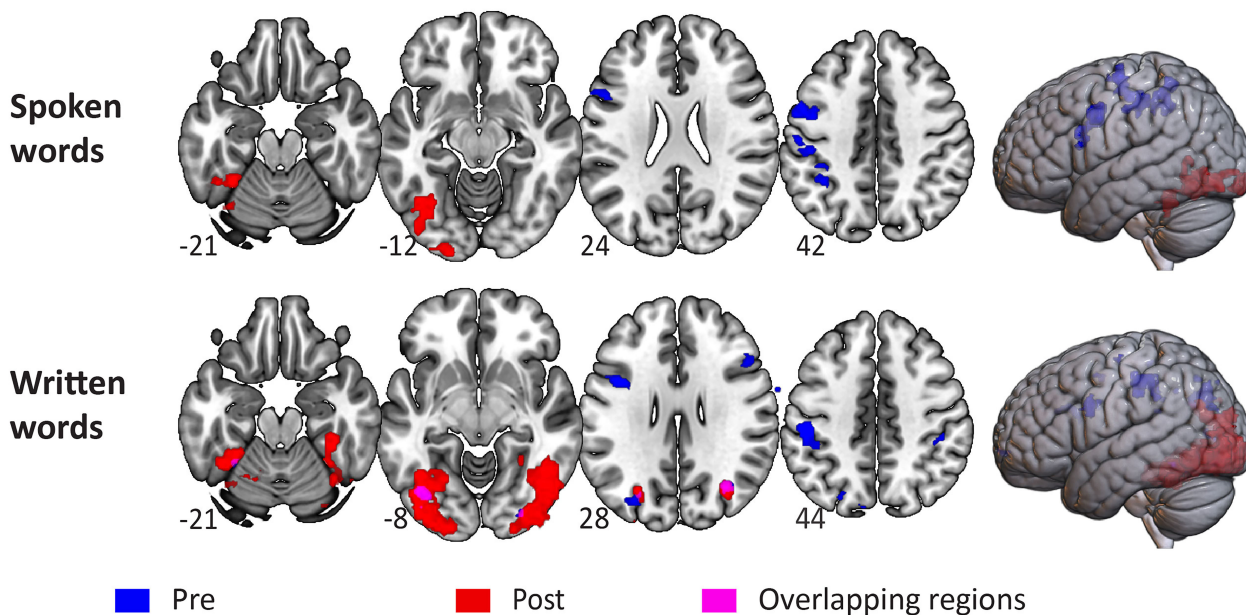 Spoken
words
-21 -12 24 42
Written
words
-21 -8 28 44
Pre Post Overlapping regions